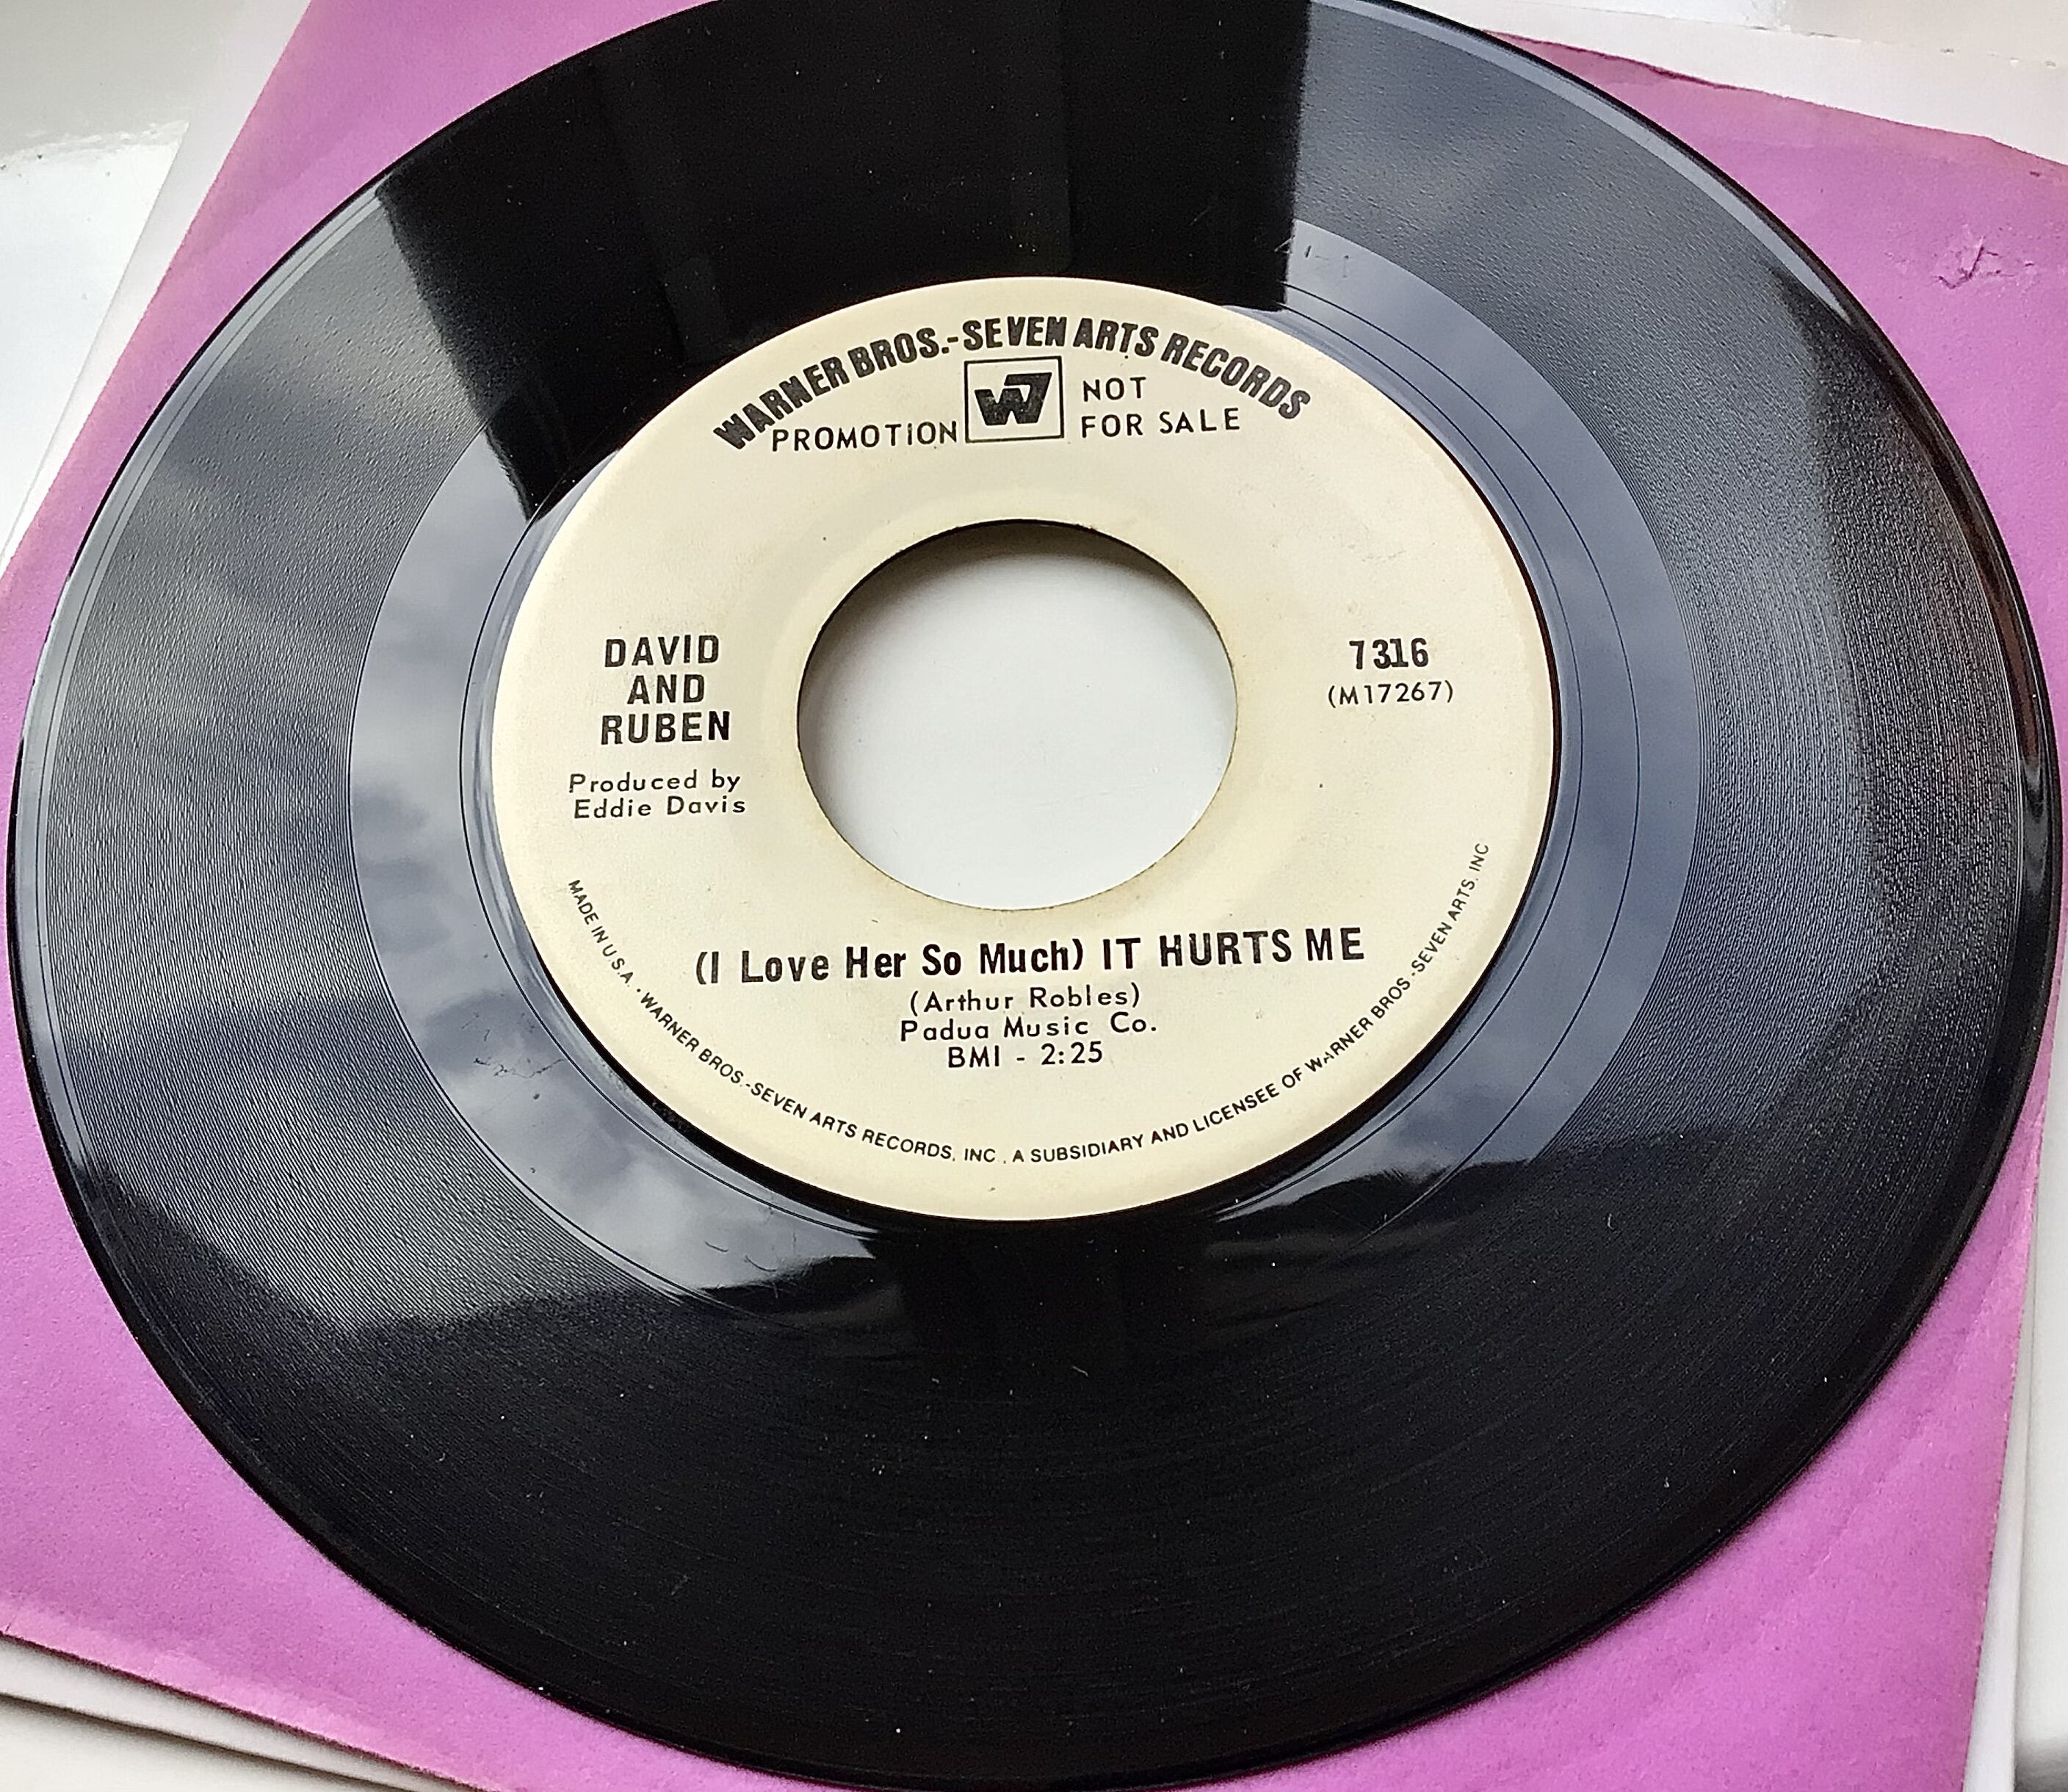 WARNER BROS.-SEVEN ARTS RECORDS
PROMOTION W7 NOT
FOR SALE
DAVID
AND
RUBEN
Produced by
Eddie Davis
7316
(M17267)
(I Love Her So Much) IT HURTS ME
(Arthur Robles)
Padua Music Co.
BMI - 2:25
MADE IN U.S.A. • WARNER BROS.-SEVEN ARTS RECORDS, INC., A SUBSIDIARY AND LICENSEE OF WARNER BROS.-SEVEN ARTS, INC